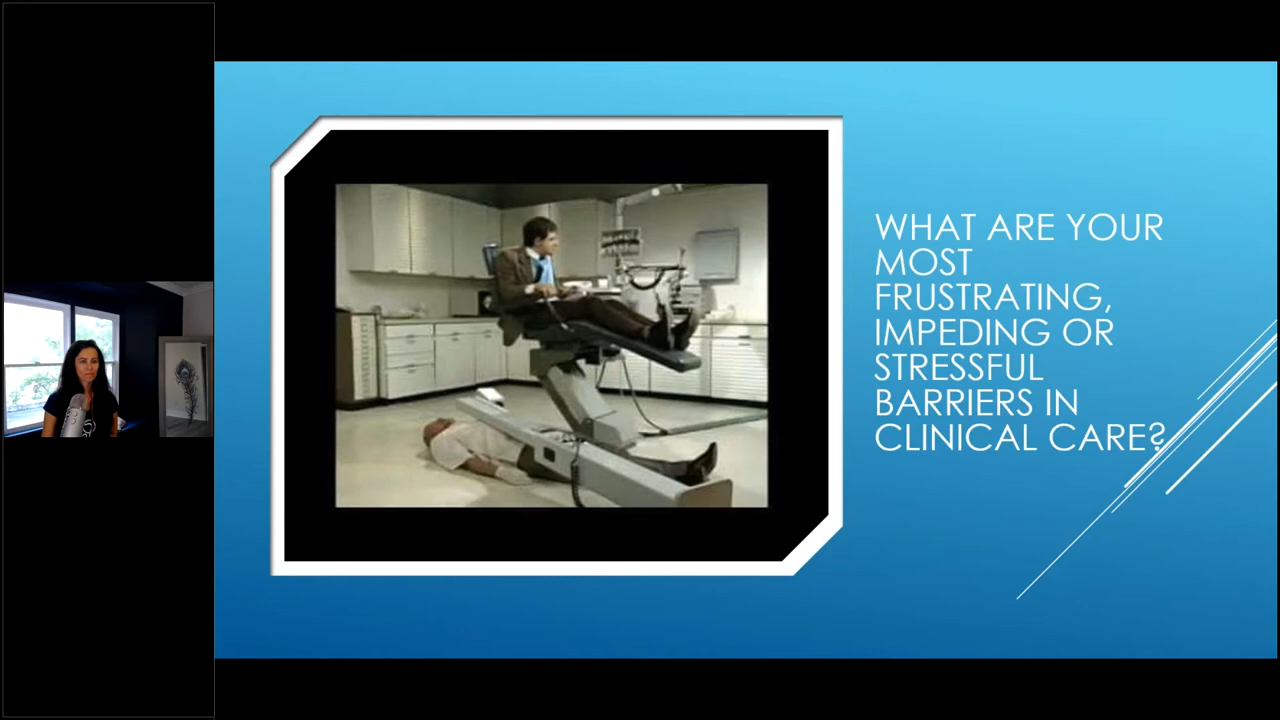 WHAT ARE YOUR
MOST
FRUSTRATING,
IMPEDING OR
STRESSFUL
BARRIERS IN
CLINICAL CARE?